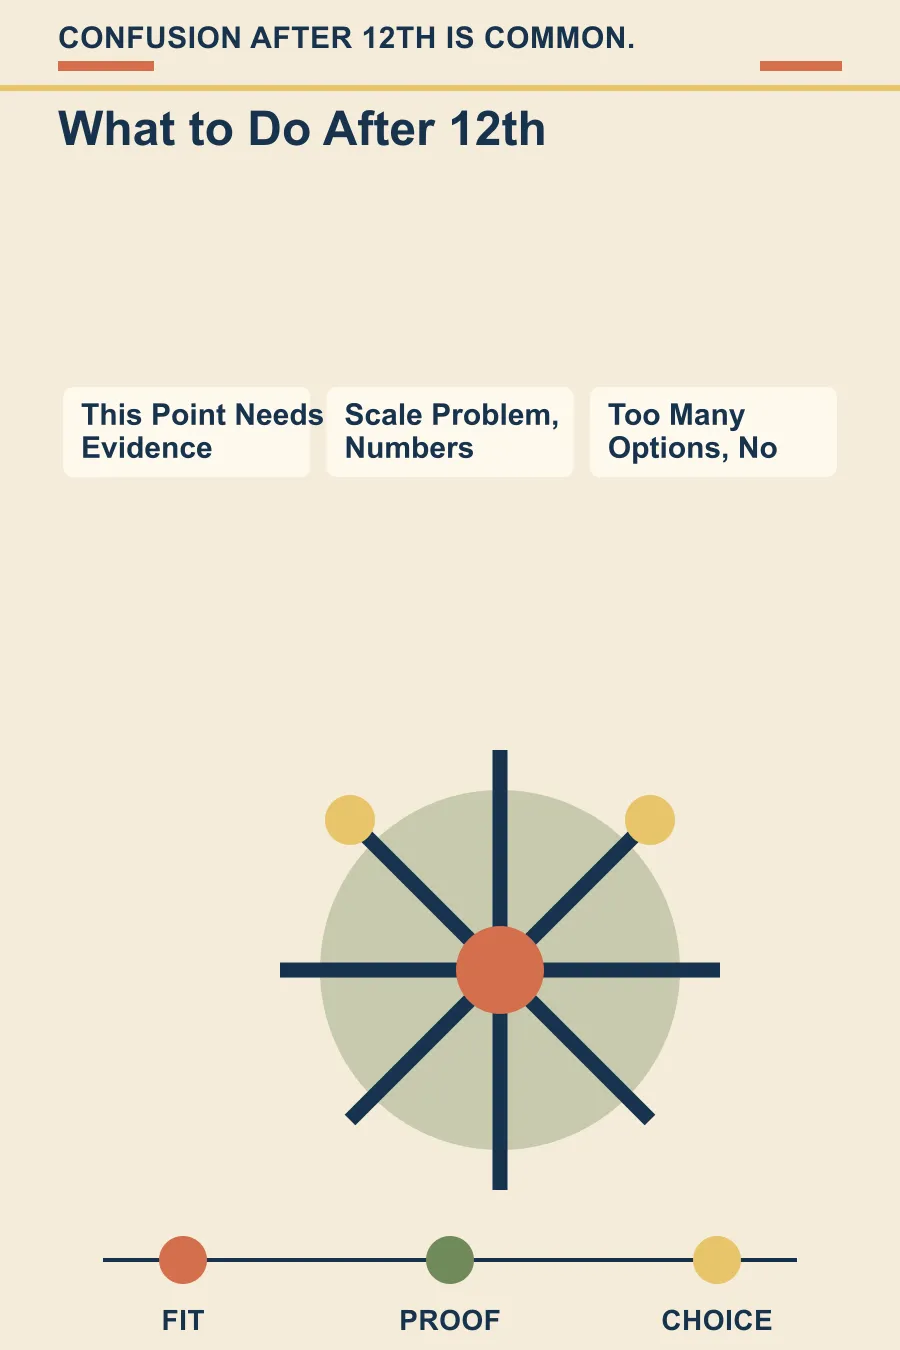 CONFUSION AFTER 12TH IS COMMON.
What to Do After 12th
This Point Needs
Evidence
Scale Problem,
Numbers
Too Many
Options, No
FIT
PROOF
CHOICE